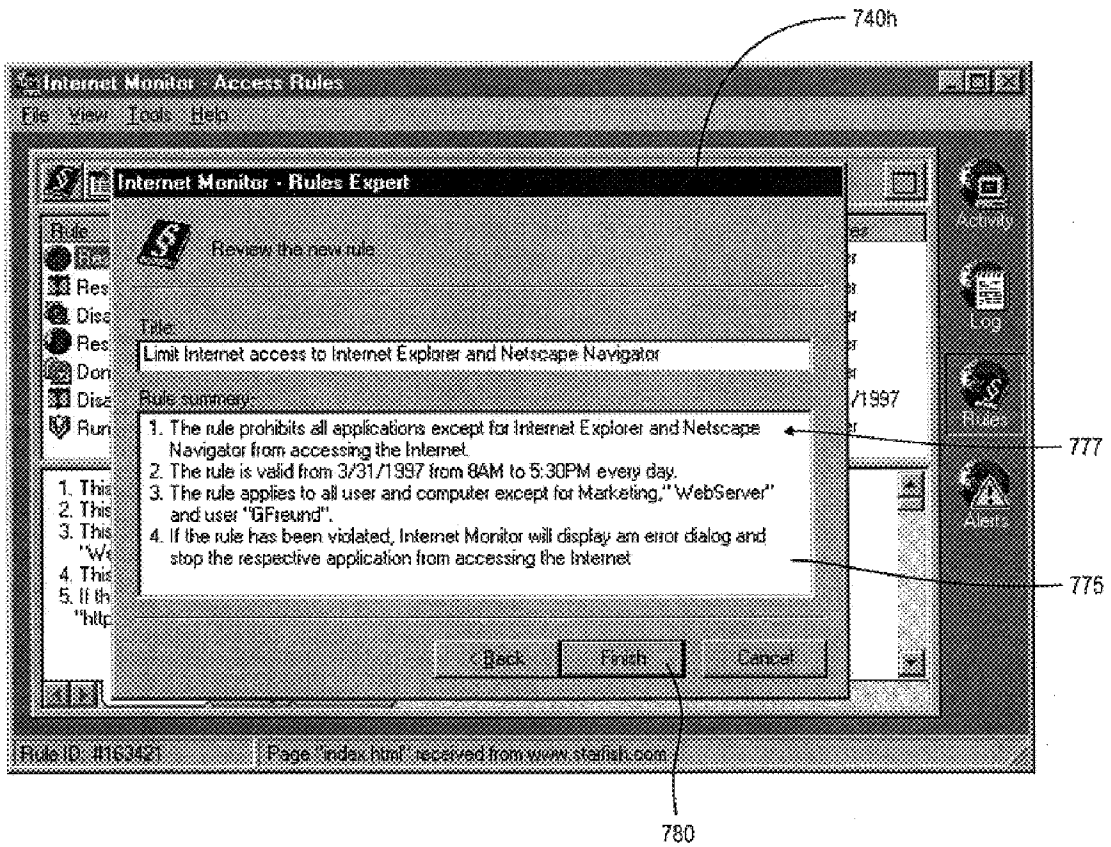 740h
Internet Monitor - Access Rules
File View Tools Help
Internet Monitor - Rules Expert
Activity
Rule
Review the new rule
Res
Log
Disa
Title:
Res
Limit Internet access to Internet Explorer and Netscape Navigator
Don
Disa
Rule summary:
/1997
Rules
Run
1. The rule prohibits all applications except for Internet Explorer and Netscape
Navigator from accessing the Internet.
777
2. The rule is valid from 3/31/1997 from 8AM to 5:30PM every day.
3. The rule applies to all user and computer except for Marketing," WebServer"
and user "GFreund".
4. If the rule has been violated, Internet Monitor will display am error dialog and
stop the respective application from accessing the Internet
1. This
2. This
3. This
"We
4. This
5. If th
"http
Alerts
775
< Back
Finish
Cancel
Rule ID: #163421
Page "index.html" received from www.starfish.com
780